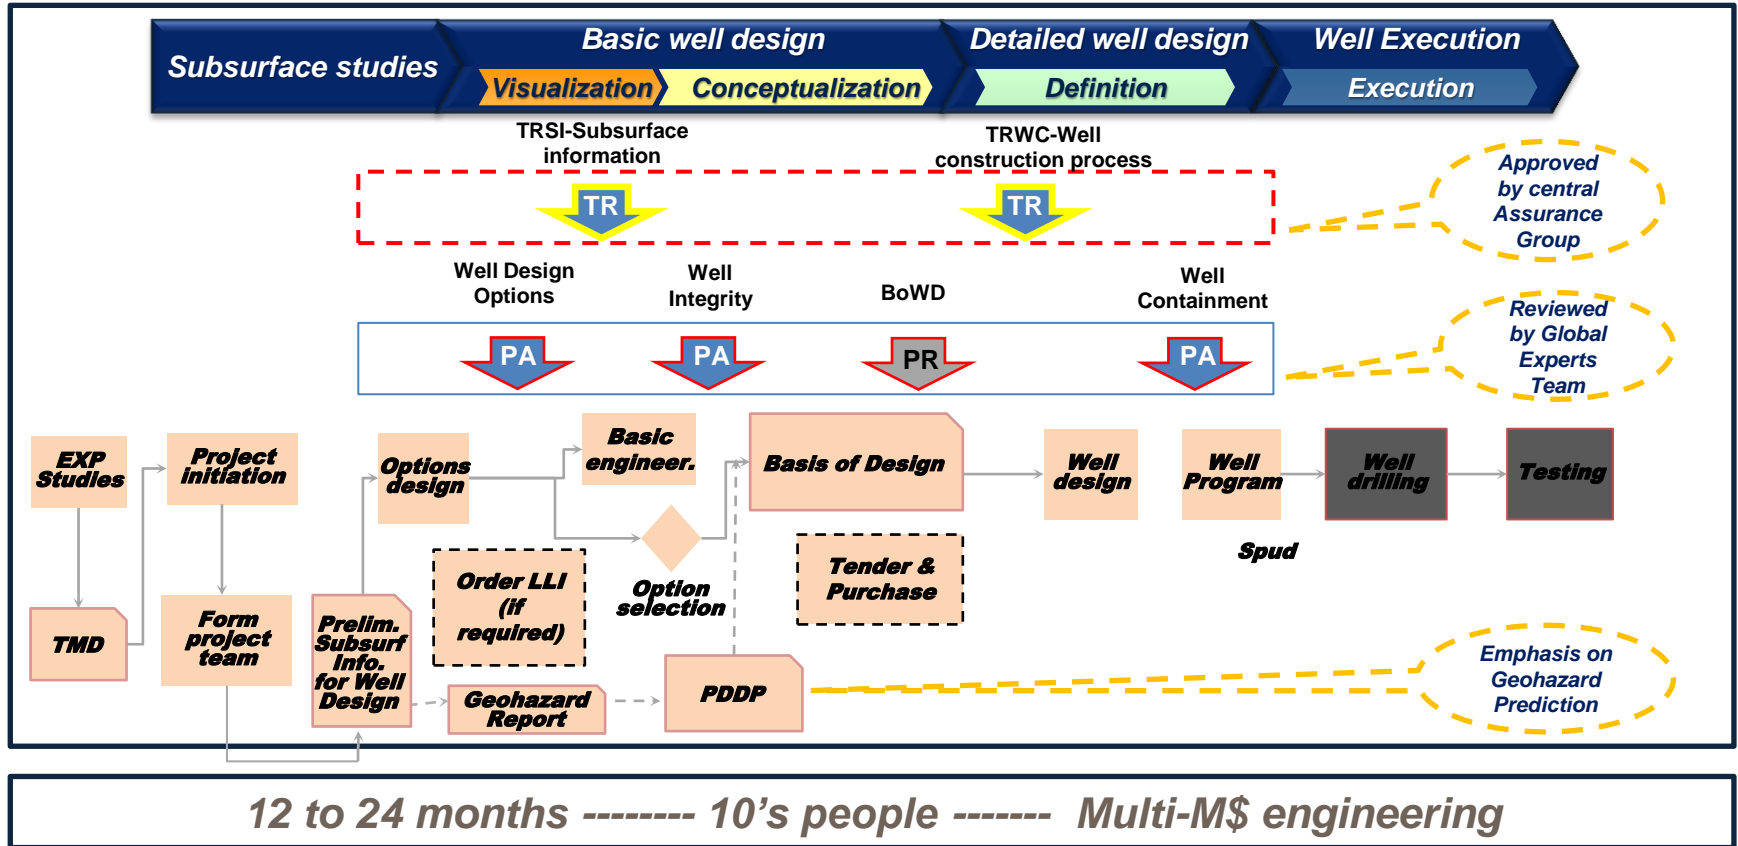 Subsurface studies
Basic well design
Detailed well design
Well Execution
Visualization
Conceptualization
Definition
Execution
TRSI-Subsurface
information
TRWC-Well
construction process
TR
TR
Approved
by central
Assurance
Group
Well Design
Options
Well
Integrity
BoWD
Well
Containment
PA
PA
PR
PA
Reviewed
by Global
Experts
Team
EXP
Studies
Project
initiation
Options
design
Basic
engineer.
Basis of Design
Well
design
Well
Program
Well
drilling
Testing
Spud
TMD
Form
project
team
Prelim.
Subsurf
Info.
for Well
Design
Order LLI
(if
required)
Option
selection
Tender &
Purchase
Geohazard
Report
PDDP
Emphasis on
Geohazard
Prediction
12 to 24 months -------- 10's people ------- Multi-M$ engineering